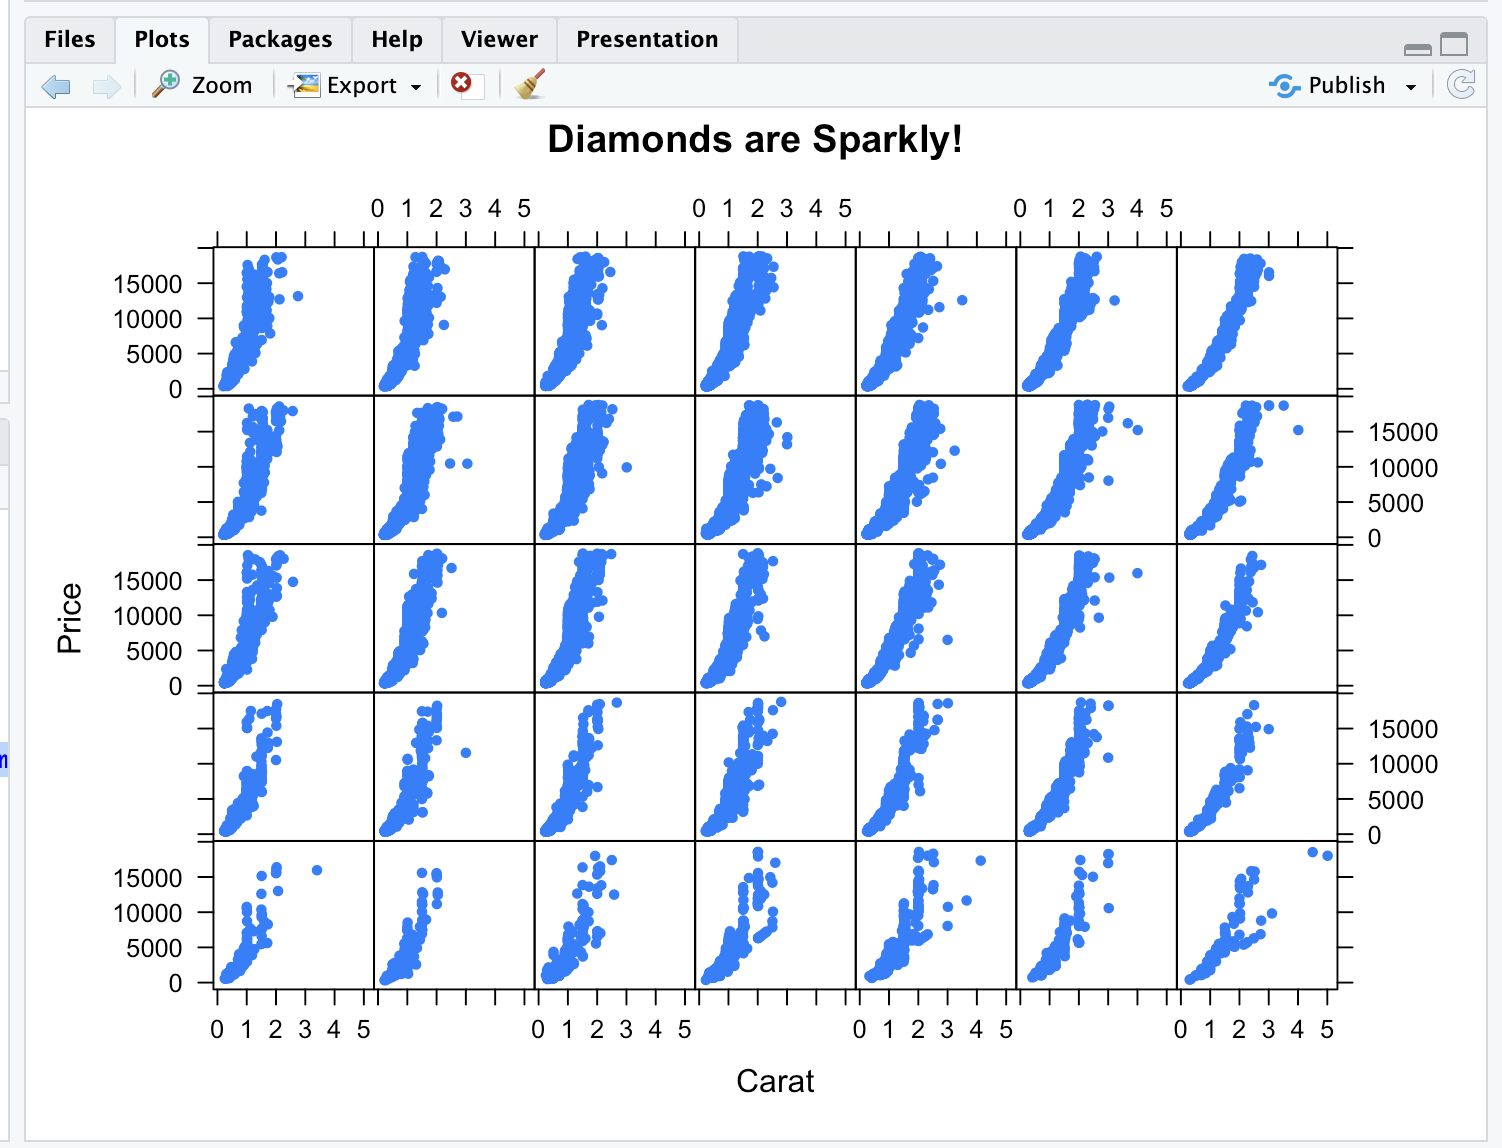 Files Plots Packages Help Viewer Presentation
Zoom Export Publish
Diamonds are Sparkly!
0 1 2 3 4 5 0 1 2 3 4 5 0 1 2 3 4 5
15000
10000
5000
0
15000
10000
5000
0
Price
15000
10000
5000
0
m
15000
10000
5000
0
15000
10000
5000
0
0 1 2 3 4 5 0 1 2 3 4 5 0 1 2 3 4 5 0 1 2 3 4 5
Carat